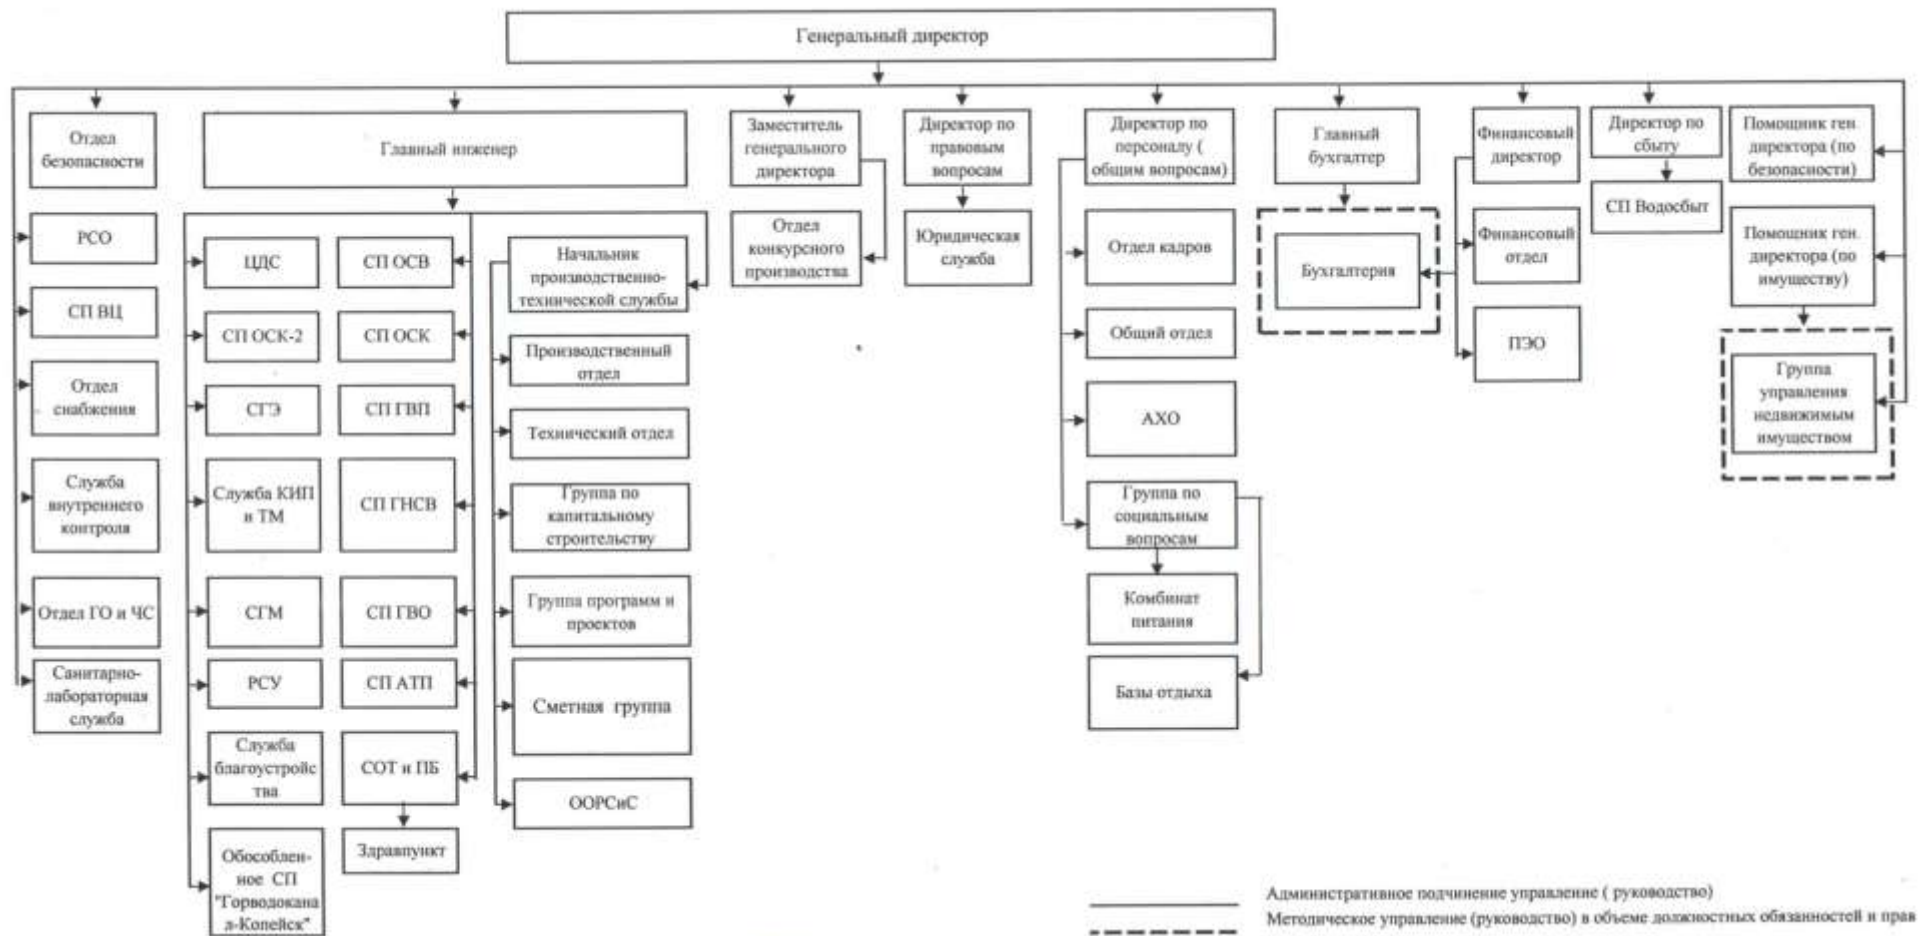 Генеральный директор
Отдел
безопасности
РСО
СП ВЦ
Отдел
снабжения
Служба
внутреннего
контроля
Отдел ГО и ЧС
Санитарно-
лабораторная
служба
Главный инженер
ЦДС
СП ОСК-2
СГЭ
Служба КИП
и ТМ
СГМ
РСУ
Служба
благоустройс
тва
Обособлен-
ное СП
"Горводокана
л-Копейск"
СП ОСВ
СП ОСК
СП ГВП
СП ГНСВ
СП ГВО
СП АТП
СОТ и ПБ
Здравпункт
Начальник
производственно-
технической службы
Производственный
отдел
Технический отдел
Группа по
капитальному
строительству
Группа программ и
проектов
Сметная группа
ООРСиС
Заместитель
генерального
директора
Отдел
конкурсного
производства
Директор по
правовым
вопросам
Юридическая
служба
Директор по
персоналу (
общим вопросам)
Отдел кадров
Общий отдел
АХО
Группа по
социальным
вопросам
Комбинат
питания
Базы отдыха
Главный
бухгалтер
Бухгалтерия
Финансовый
директор
Финансовый
отдел
ПЭО
Директор по
сбыту
СП Водосбыт
Помощник ген.
директора (по
безопасности)
Помощник ген.
директора (по
имуществу)
Группа
управления
недвижимым
имуществом
Административное подчинение управление ( руководство)
Методическое управление (руководство) в объеме должностных обязанностей и прав